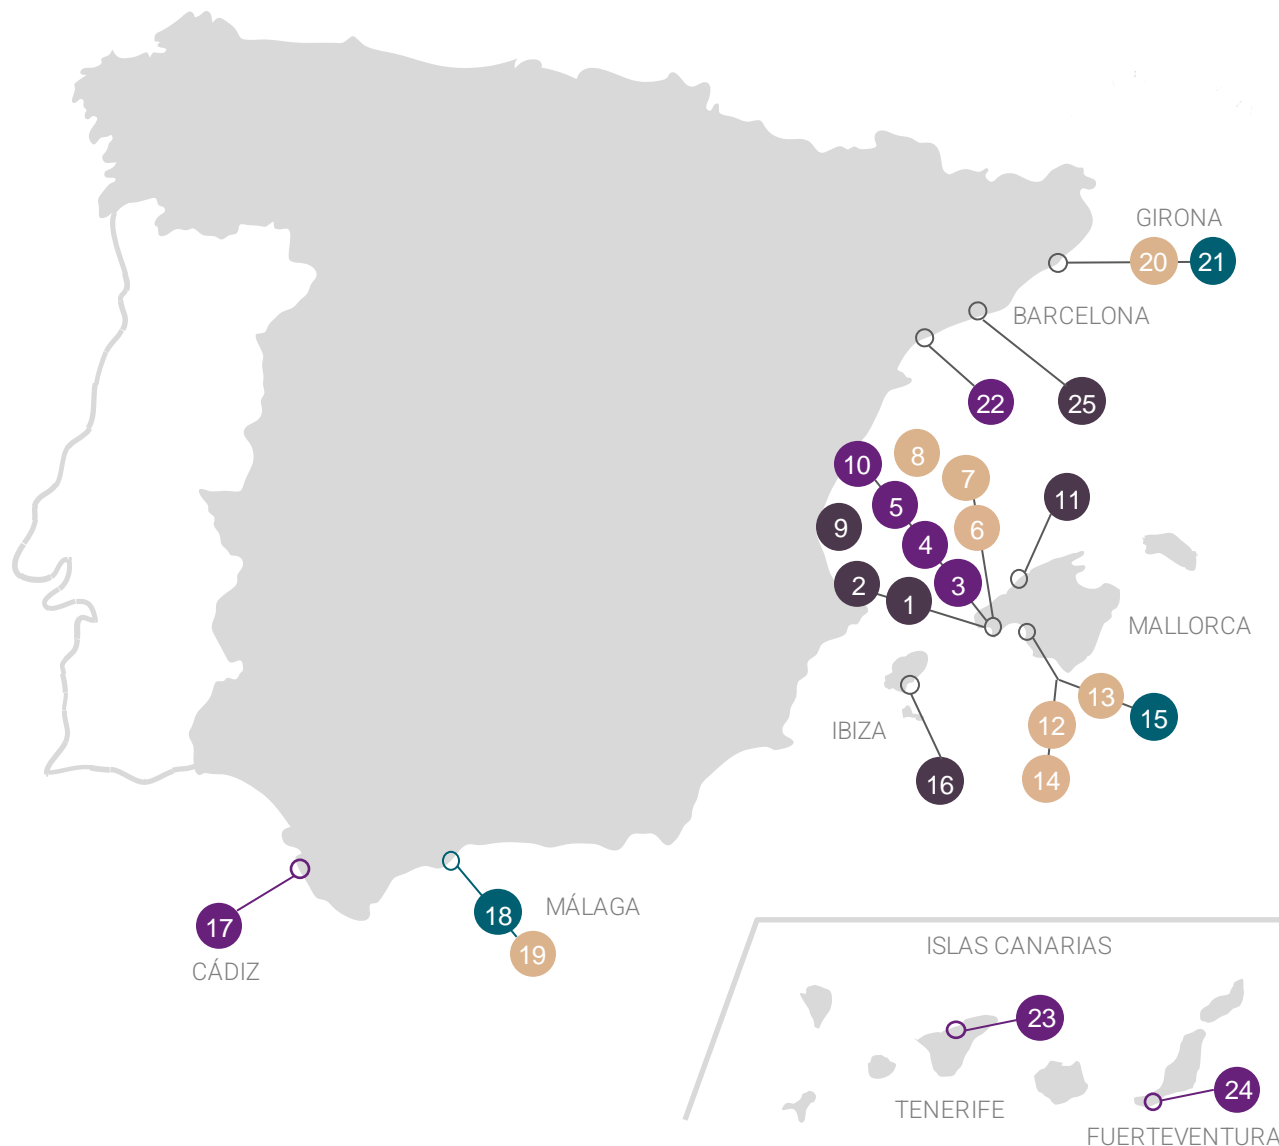 GIRONA
20 21
BARCELONA
22 25
10 8 7
11
5
9 4 6
2 1 3
MALLORCA
13
15
IBIZA 12
16 14
17
CÁDIZ
18 MÁLAGA
19
ISLAS CANARIAS
23
24
TENERIFE
FUERTEVENTURA